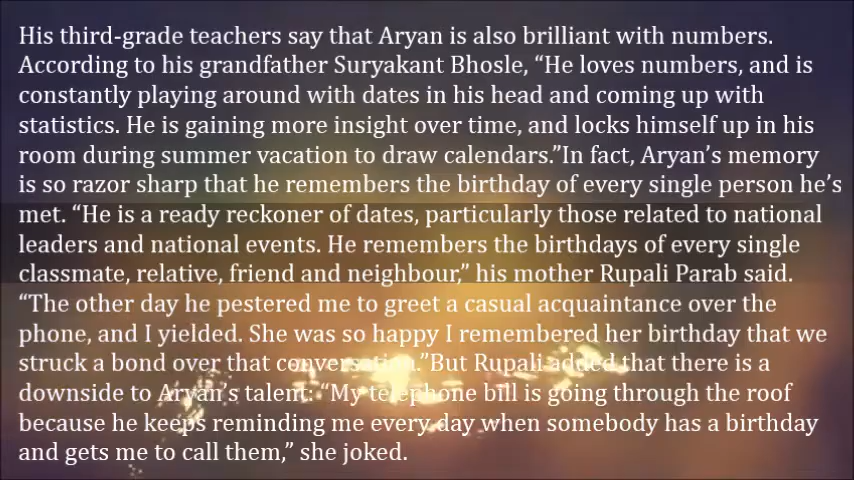 His third-grade teachers say that Aryan is also brilliant with numbers.
According to his grandfather Suryakant Bhosle, “He loves numbers, and is
constantly playing around with dates in his head and coming up with
statistics. He is gaining more insight over time, and locks himself up in his
room during summer vacation to draw calendars.”In fact, Aryan’s memory
is so razor sharp that he remembers the birthday of every single person he’s
met. “He is a ready reckoner of dates, particularly those related to national
leaders and national events. He remembers the birthdays of every single
classmate, relative, friend and neighbour,” his mother Rupali Parab said.
“The other day he pestered me to greet a casual acquaintance over the
phone, and I yielded. She was so happy I remembered her birthday that we
struck a bond over that conversation.”But Rupali added that there is a
downside to Aryan’s talent: “My telephone bill is going through the roof
because he keeps reminding me every day when somebody has a birthday
and gets me to call them,” she joked.